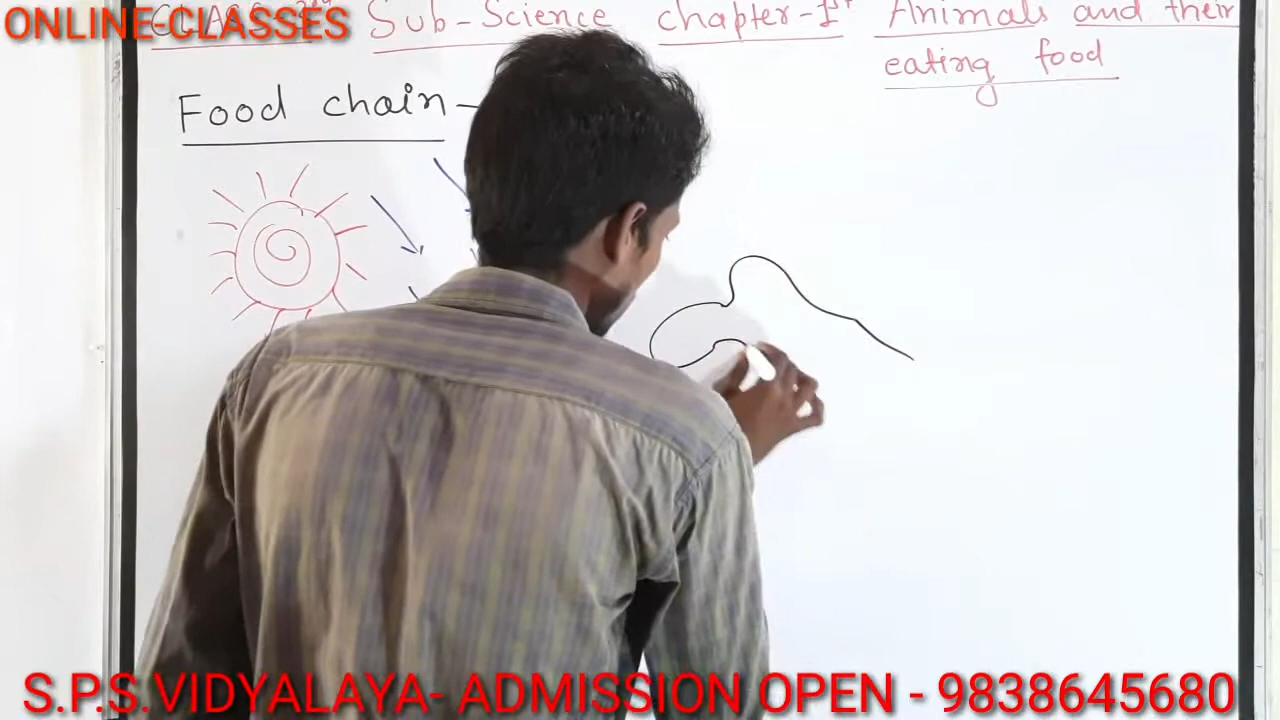 ONLINE-CLASSES
Sub-Science chapter-1st Animals and their
eating food
Food chain-
S.P.S.VIDYALAYA- ADMISSION OPEN - 9838645680